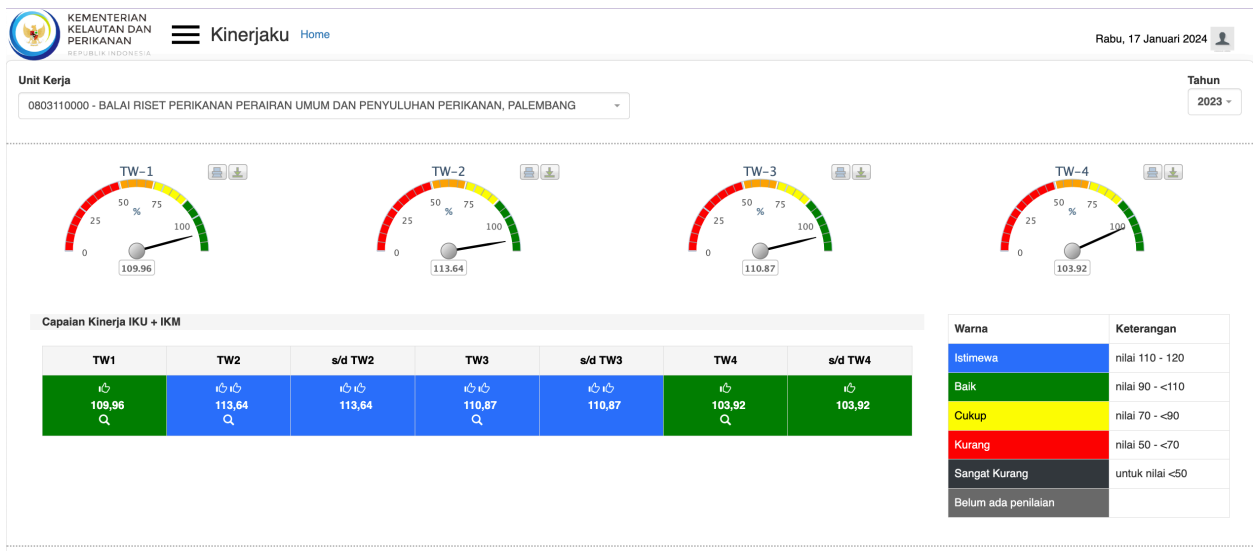 KEMENTERIAN
KELAUTAN DAN
PERIKANAN
REPUBLIK INDONESIA
Kinerjaku Home
Rabu, 17 Januari 2024
Unit Kerja
Tahun
0803110000 - BALAI RISET PERIKANAN PERAIRAN UMUM DAN PENYULUHAN PERIKANAN, PALEMBANG
2023
TW-1
0 25 50 75 100
%
109.96
TW-2
0 25 50 75 100
%
113.64
TW-3
0 25 50 75 100
%
110.87
TW-4
0 25 50 75 100
%
103.92
Capaian Kinerja IKU + IKM
TW1 TW2 s/d TW2 TW3 s/d TW3 TW4 s/d TW4
109,96 113,64 113,64 110,87 110,87 103,92 103,92
Warna Keterangan
Istimewa nilai 110 - 120
Baik nilai 90 - <110
Cukup nilai 70 - <90
Kurang nilai 50 - <70
Sangat Kurang untuk nilai <50
Belum ada penilaian